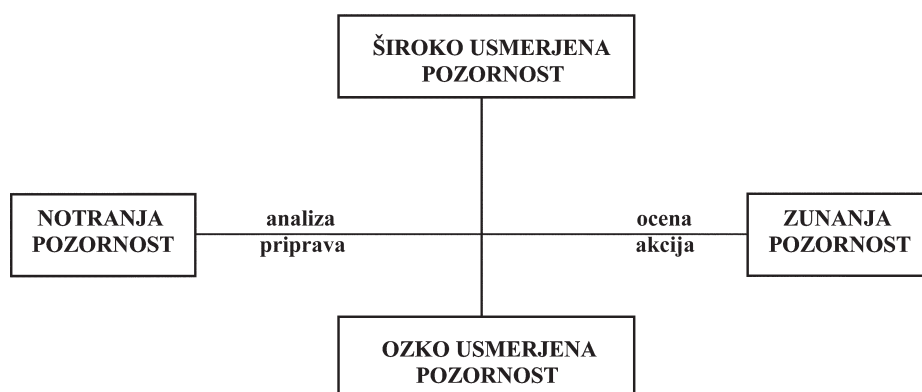 ŠIROKO USMERJENA
POZORNOST
NOTRANJA
POZORNOST
analiza
priprava
ocena
akcija
ZUNANJA
POZORNOST
OZKO USMERJENA
POZORNOST